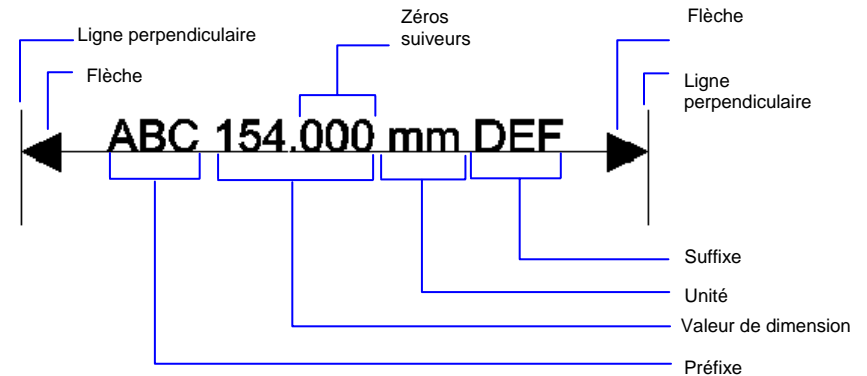 Ligne perpendiculaire
Flèche
Zéros
suiveurs
Flèche
Ligne
perpendiculaire
ABC 154.000 mm DEF
Suffixe
Unité
Valeur de dimension
Préfixe